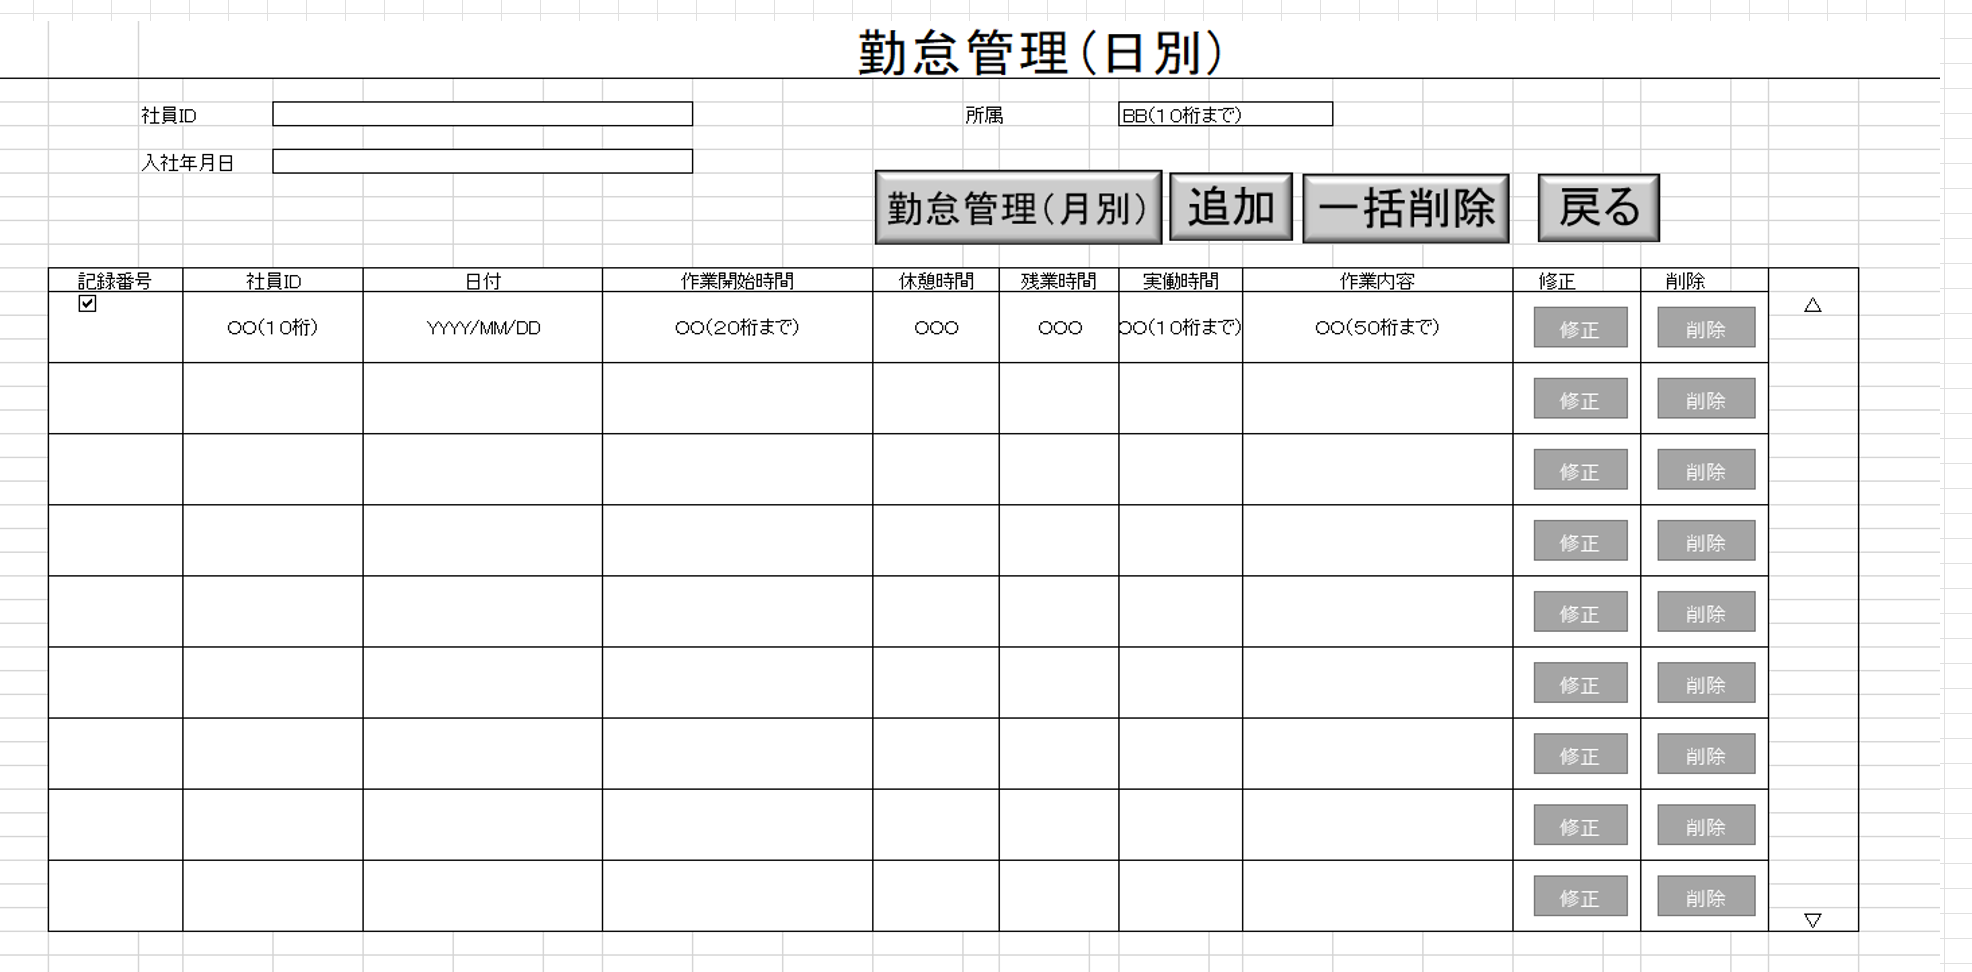 勤怠管理(日別)
社員ID
所属 BB(10桁まで)
入社年月日
勤怠管理(月別) 追加 一括削除 戻る
記録番号 社員ID 日付 作業開始時間 休憩時間 残業時間 実働時間 作業内容 修正 削除
○○(10桁) YYYY/MM/DD ○○(20桁まで) ○○○ ○○○ ○○(10桁まで) ○○(50桁まで) 修正 削除
修正 削除
修正 削除
修正 削除
修正 削除
修正 削除
修正 削除
修正 削除
修正 削除